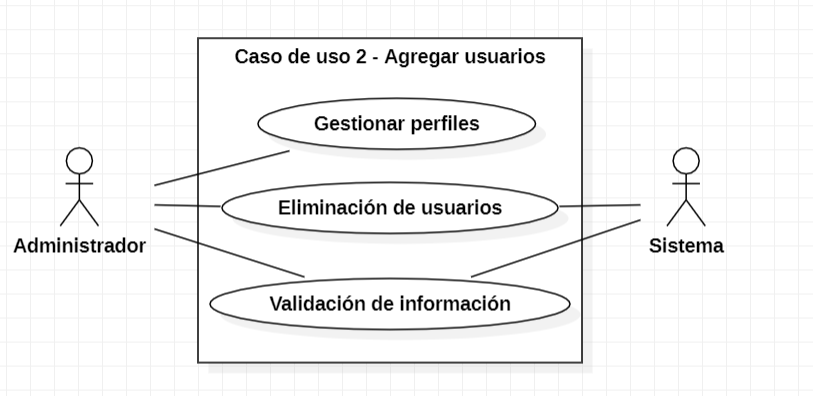 Caso de uso 2 - Agregar usuarios
Gestionar perfiles
Eliminación de usuarios
Administrador
Sistema
Validación de información